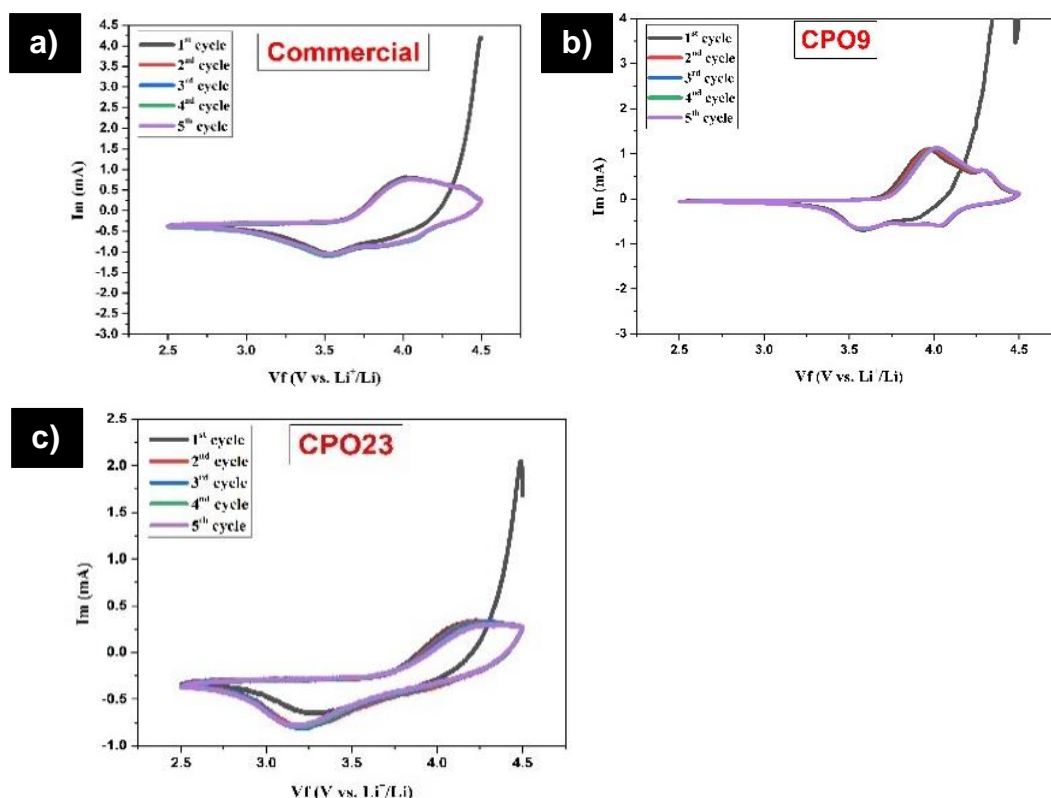 a)
Commercial
1st cycle
2nd cycle
3rd cycle
4nd cycle
5th cycle
4.5
4.0
3.5
3.0
2.5
2.0
1.5
1.0
0.5
0.0
-0.5
-1.0
-1.5
-2.0
-2.5
-3.0
Im (mA)
2.5 3.0 3.5 4.0 4.5
Vf (V vs. Li+/Li)
b)
CPO9
1st cycle
2nd cycle
3rd cycle
4nd cycle
5th cycle
4
3
2
1
0
-1
-2
-3
Im (mA)
2.5 3.0 3.5 4.0 4.5
Vf (V vs. Li /Li)
c)
CPO23
1st cycle
2nd cycle
3rd cycle
4nd cycle
5th cycle
2.5
2.0
1.5
1.0
0.5
0.0
-0.5
-1.0
Im (mA)
2.5 3.0 3.5 4.0 4.5
Vf (V vs. Li+/Li)